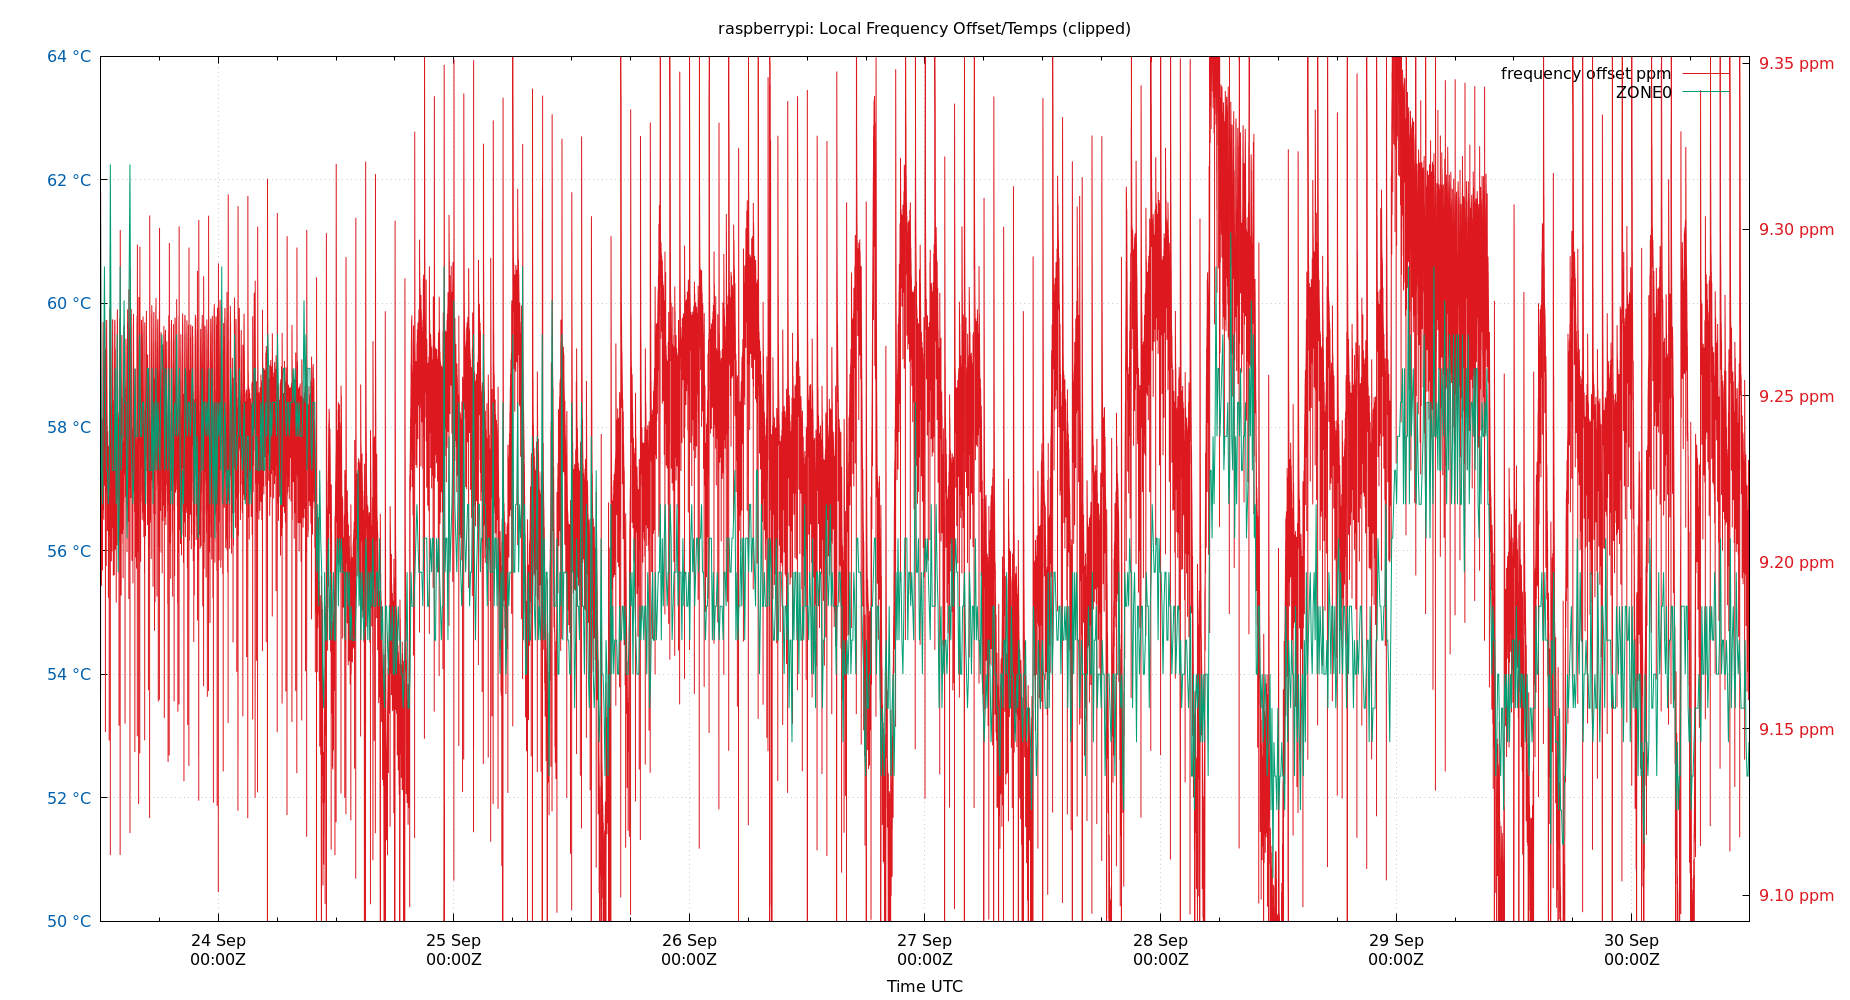 raspberrypi: Local Frequency Offset/Temps (clipped)
64 °C
62 °C
60 °C
58 °C
56 °C
54 °C
52 °C
50 °C
frequency offset ppm
ZONE0
9.35 ppm
9.30 ppm
9.25 ppm
9.20 ppm
9.15 ppm
9.10 ppm
24 Sep
00:00Z
25 Sep
00:00Z
26 Sep
00:00Z
27 Sep
00:00Z
28 Sep
00:00Z
29 Sep
00:00Z
30 Sep
00:00Z
Time UTC